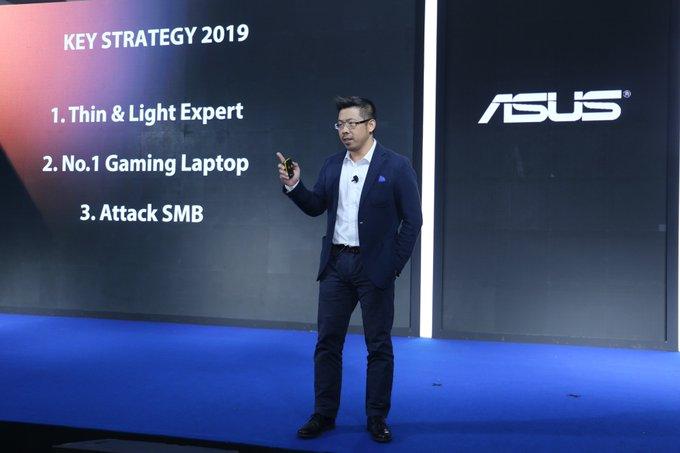 KEY STRATEGY 2019
1. Thin & Light Expert
2. No.1 Gaming Laptop
3. Attack SMB
ASUS®